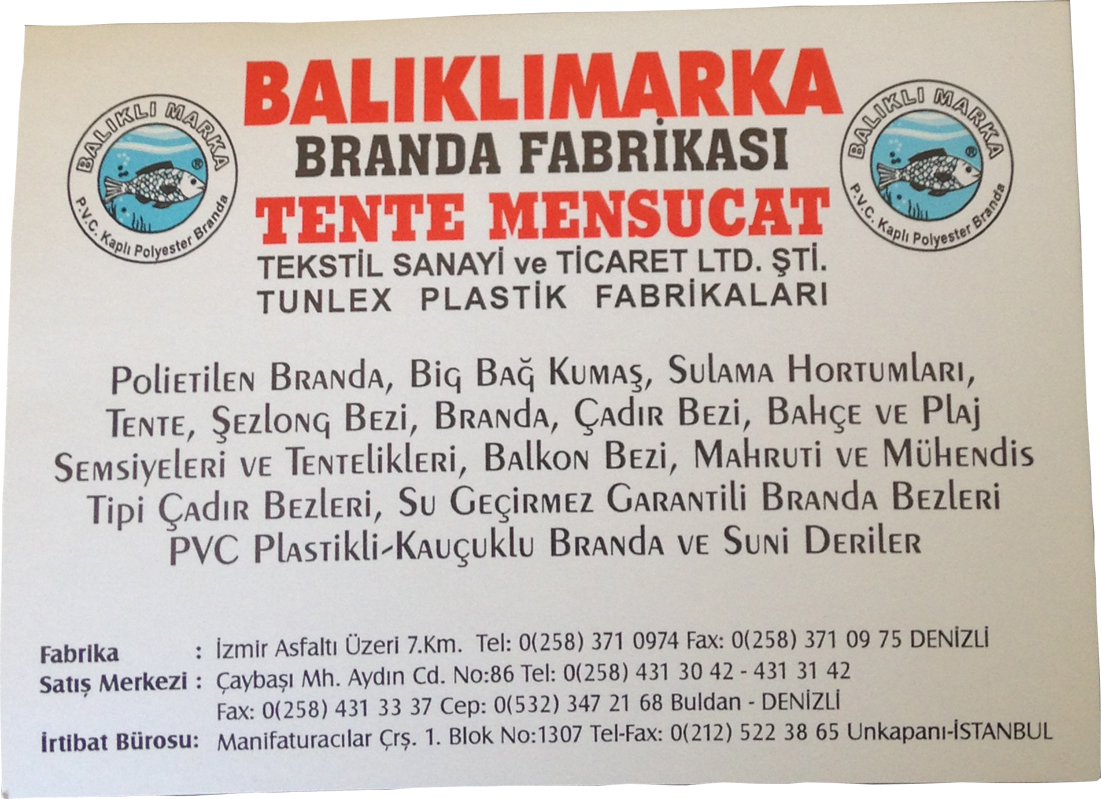 BALIKLIMARKA
BRANDA FABRİKASI
TENTE MENSUCAT
TEKSTİL SANAYİ ve TİCARET LTD. ŞTİ.
TUNLEX PLASTİK FABRİKALARI
BALIKLI MARKA
®
P.V.C. Kaplı Polyester Branda
BALIKLI MARKA
®
P.V.C. Kaplı Polyester Branda
Polietilen Branda, Big Bağ Kumaş, Sulama Hortumları,
Tente, Şezlong Bezi, Branda, Çadır Bezi, Bahçe ve Plaj
Semsiyeleri ve Tentelikleri, Balkon Bezi, Mahruti ve Mühendis
Tipi Çadır Bezleri, Su Geçirmez Garantili Branda Bezleri
PVC Plastikli-Kauçuklu Branda ve Suni Deriler
Fabrika : İzmir Asfaltı Üzeri 7.Km. Tel: 0(258) 371 0974 Fax: 0(258) 371 09 75 DENİZLİ
Satış Merkezi : Çaybaşı Mh. Aydın Cd. No:86 Tel: 0(258) 431 30 42 - 431 31 42
Fax: 0(258) 431 33 37 Cep: 0(532) 347 21 68 Buldan - DENİZLİ
İrtibat Bürosu: Manifaturacılar Çrş. 1. Blok No:1307 Tel-Fax: 0(212) 522 38 65 Unkapanı-İSTANBUL